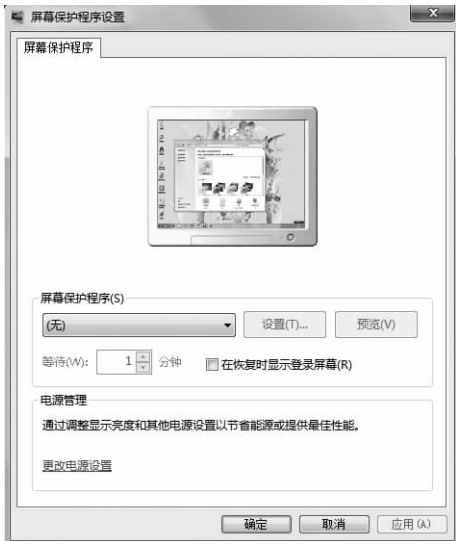 屏幕保护程序设置
屏幕保护程序
屏幕保护程序(S)
(无)
设置(T)...
预览(V)
等待(W):
1
分钟
在恢复时显示登录屏幕(R)
电源管理
通过调整显示亮度和其他电源设置以节省能源或提供最佳性能。
更改电源设置
确定
取消
应用(A)